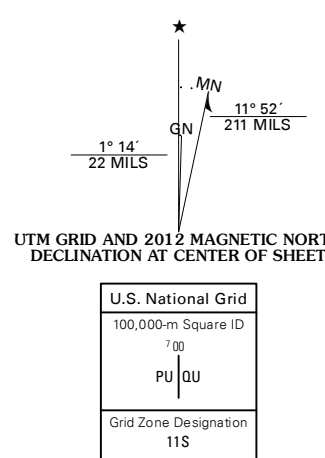 ★
MN
GN
11° 52´
211 MILS
1° 14´
22 MILS
UTM GRID AND 2012 MAGNETIC NORT
DECLINATION AT CENTER OF SHEET
U.S. National Grid
100,000-m Square ID
7 00
PU QU
Grid Zone Designation
11S